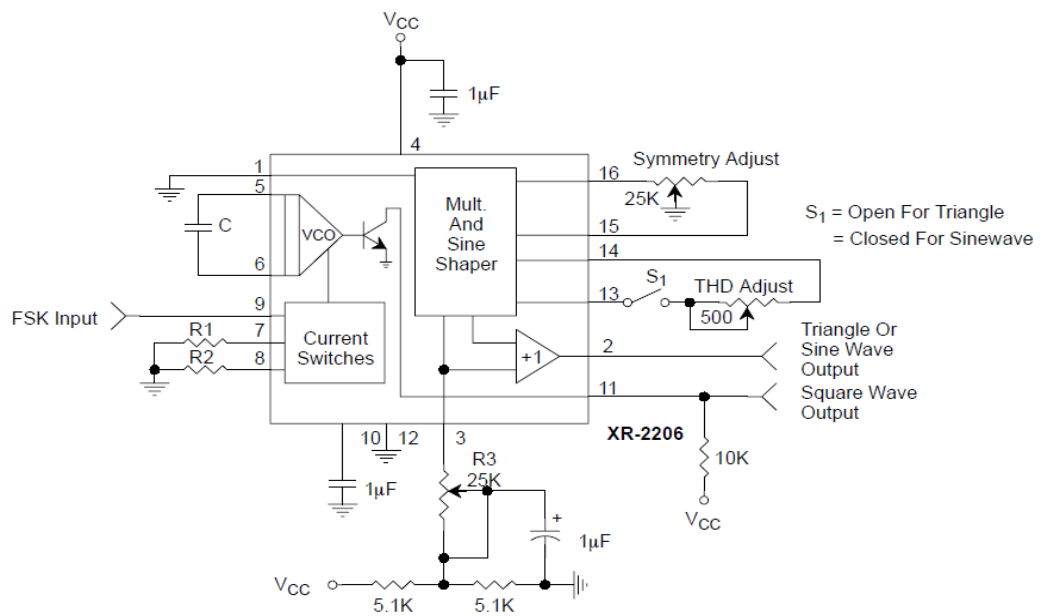 VCC
1μF
4
1
5
C
6
VCO
Mult.
And
Sine
Shaper
16
Symmetry Adjust
25K
15
14
S1 = Open For Triangle
= Closed For Sinewave
13
S1
THD Adjust
500
FSK Input
9
R1
7
R2
8
Current
Switches
+1
2
Triangle Or
Sine Wave
Output
11
Square Wave
Output
XR-2206
10
12
3
1μF
R3
25K
+
1μF
10K
VCC
VCC
5.1K
5.1K